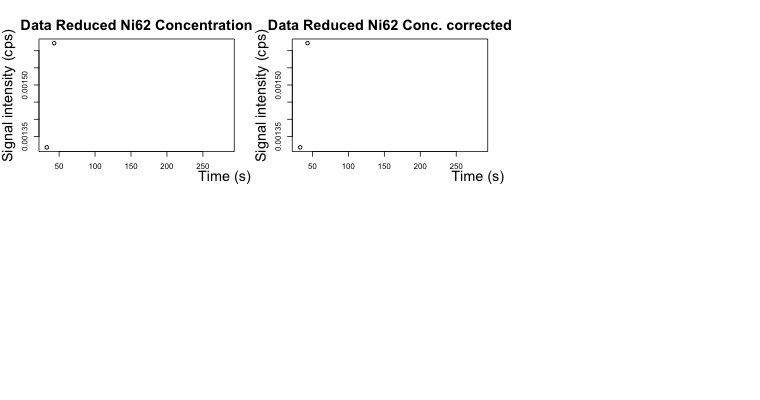 Data Reduced Ni62 Concentration
Signal intensity (cps)
0.00150
0.00135
50 100 150 200 250
Time (s)
Data Reduced Ni62 Conc. corrected
Signal intensity (cps)
0.00150
0.00135
50 100 150 200 250
Time (s)